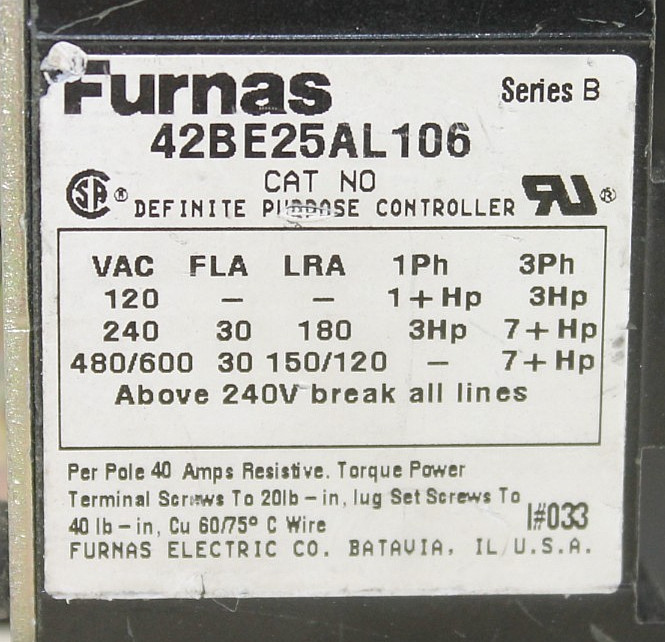 Furnas Series B
42BE25AL106
CAT NO
DEFINITE PURPOSE CONTROLLER
VAC FLA LRA 1Ph 3Ph
120 – – 1+Hp 3Hp
240 30 180 3Hp 7+Hp
480/600 30 150/120 – 7+Hp
Above 240V break all lines
Per Pole 40 Amps Resistive. Torque Power
Terminal Screws To 20lb–in, lug Set Screws To
40 lb–in, Cu 60/75° C Wire I#033
FURNAS ELECTRIC CO. BATAVIA, IL U.S.A.